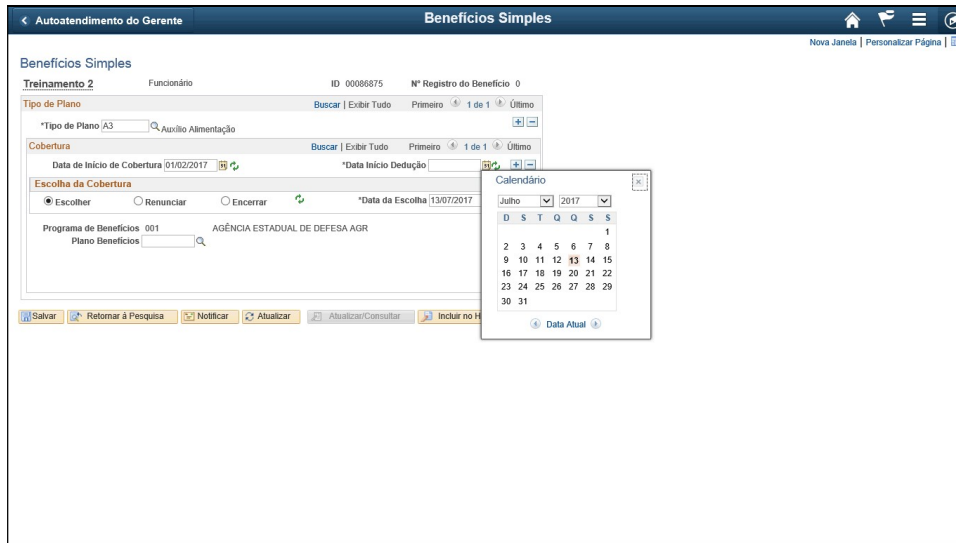 Autoatendimento do Gerente Benefícios Simples
Nova Janela | Personalizar Página |
Benefícios Simples
Treinamento 2 Funcionário ID 00086875 Nº Registro do Benefício 0
Tipo de Plano Buscar | Exibir Tudo Primeiro 1 de 1 Último
*Tipo de Plano A3 Auxílio Alimentação
Cobertura Buscar | Exibir Tudo Primeiro 1 de 1 Último
Data de Início de Cobertura 01/02/2017 *Data Início Dedução
Escolha da Cobertura
Escolher Renunciar Encerrar *Data da Escolha 13/07/2017
Programa de Benefícios 001 AGÊNCIA ESTADUAL DE DEFESA AGR
Plano Benefícios
Salvar Retornar à Pesquisa Notificar Atualizar Atualizar/Consultar Incluir no H
Calendário
Julho 2017
D S T Q Q S S
1
2 3 4 5 6 7 8
9 10 11 12 13 14 15
16 17 18 19 20 21 22
23 24 25 26 27 28 29
30 31
Data Atual